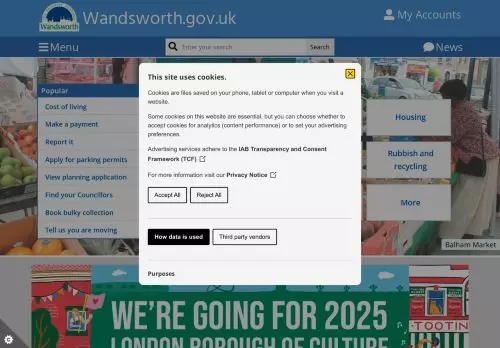 Wandsworth
Wandsworth.gov.uk
My Accounts
Menu
Enter your search
Search
News
Popular
Cost of living
Make a payment
Report it
Apply for parking permits
View planning application
Find your Councillors
Book bulky collection
Tell us you are moving
This site uses cookies.
Cookies are files saved on your phone, tablet or computer when you visit a
website.
Some cookies on this website are essential, but you can choose whether to
accept cookies for analytics (content performance) or to set your advertising
preferences.
Advertising services adhere to the IAB Transparency and Consent
Framework (TCF)
For more information visit our Privacy Notice
Accept All
Reject All
How data is used
Third party vendors
Purposes
Housing
Rubbish and
recycling
More
Balham Market
WE'RE GOING FOR 2025
LONDON BOROUGH OF CULTURE
TOOTING